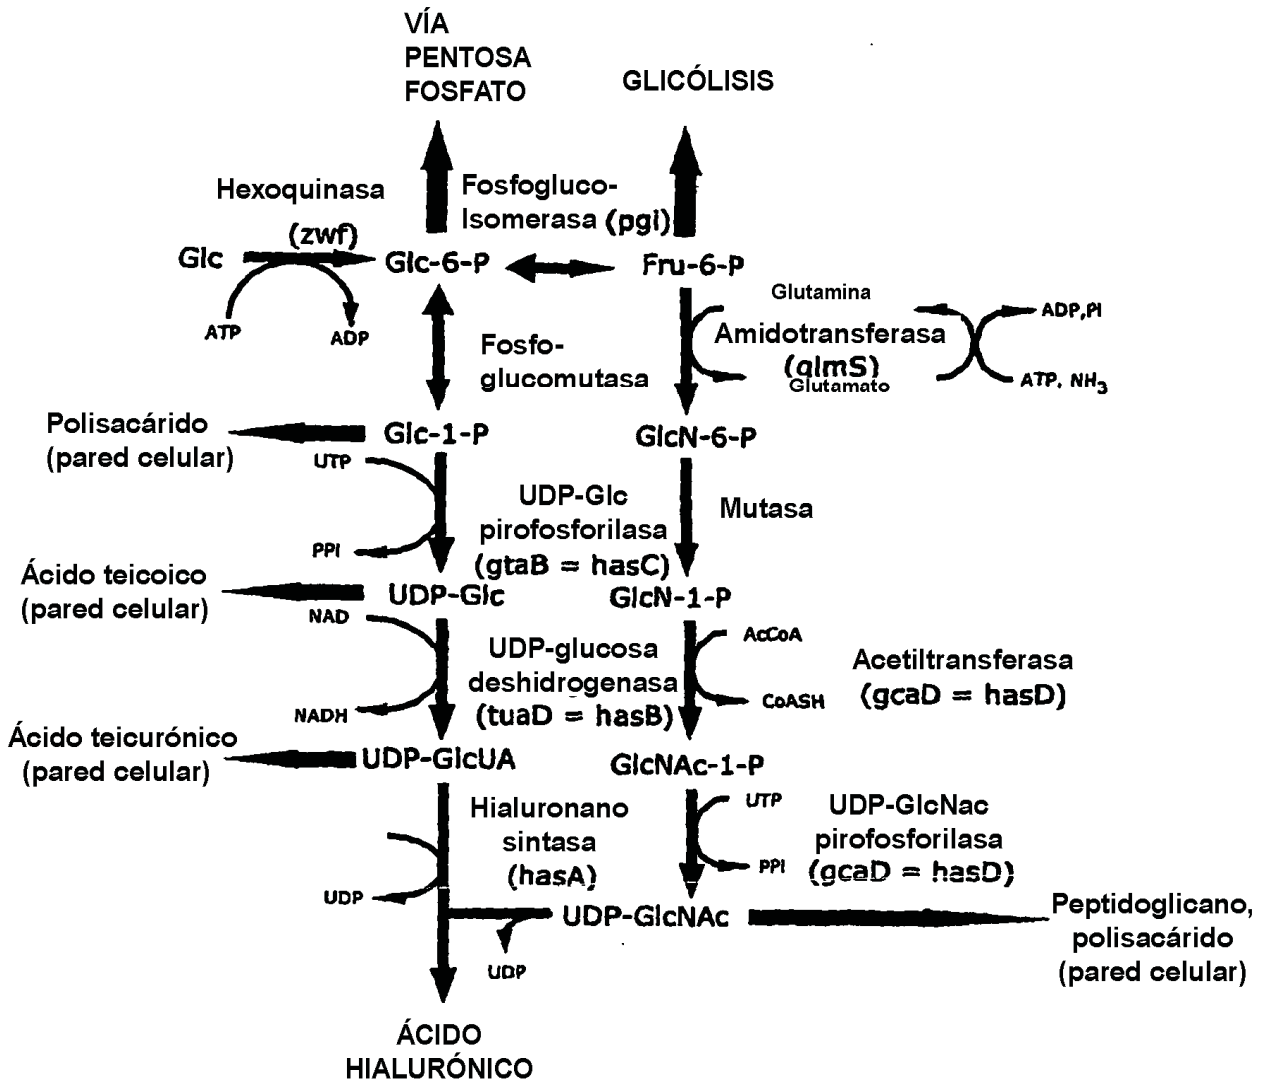 VÍA
PENTOSA
FOSFATO
GLICÓLISIS
Hexoquinasa
(zwf)
Fosfogluco-
Isomerasa (pgi)
Glc
Glc-6-P
Fru-6-P
ATP
ADP
Glutamina
ADP,PI
Amidotransferasa
(glmS)
Glutamato
ATP, NH3
Fosfo-
glucomutasa
Polisacárido
(pared celular)
Glc-1-P
GlcN-6-P
UTP
UDP-Glc
pirofosforilasa
(gtaB = hasC)
Mutasa
PPI
Ácido teicoico
(pared celular)
UDP-Glc
GlcN-1-P
NAD
UDP-glucosa
deshidrogenasa
(tuaD = hasB)
AcCoA
Acetiltransferasa
(gcaD = hasD)
NADH
CoASH
Ácido teicurónico
(pared celular)
UDP-GlcUA
GlcNAc-1-P
Hialuronano
sintasa
(hasA)
UTP
UDP-GlcNac
pirofosforilasa
(gcaD = hasD)
PPI
UDP
UDP-GlcNAc
UDP
Peptidoglicano,
polisacárido
(pared celular)
ÁCIDO
HIALURÓNICO